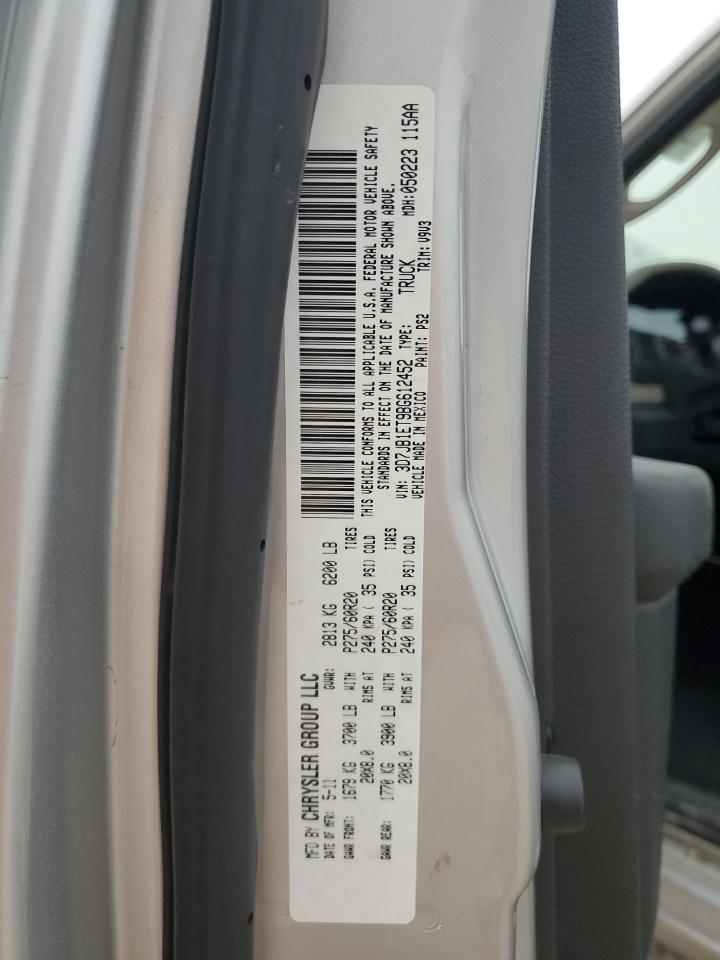 MFD BY CHRYSLER GROUP LLC
DATE OF MFR: 5-11 GVWR: 2813 KG 6200 LB
GAWR FRONT: 1679 KG 3700 LB WITH P275/60R20 TIRES
20X8.0 RIMS AT 240 KPA ( 35 PSI) COLD
GAWR REAR: 1770 KG 3900 LB WITH P275/60R20 TIRES
20X8.0 RIMS AT 240 KPA ( 35 PSI) COLD
THIS VEHICLE CONFORMS TO ALL APPLICABLE U.S.A. FEDERAL MOTOR VEHICLE SAFETY
STANDARDS IN EFFECT ON THE DATE OF MANUFACTURE SHOWN ABOVE.
VIN: 3D7JB1ET9BG612452 TYPE: TRUCK MDH:050223 115AA
VEHICLE MADE IN MEXICO PAINT: PS2 TRIM: V9V3